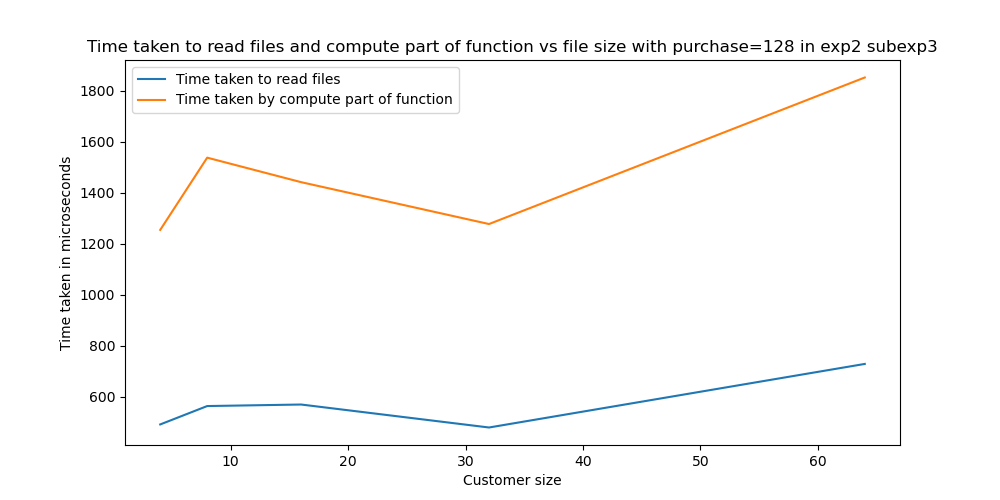 Time taken to read files and compute part of function vs file size with purchase=128 in exp2 subexp3
Time taken to read files
Time taken by compute part of function
Time taken in microseconds
1800
1600
1400
1200
1000
800
600
10
20
30
40
50
60
Customer size